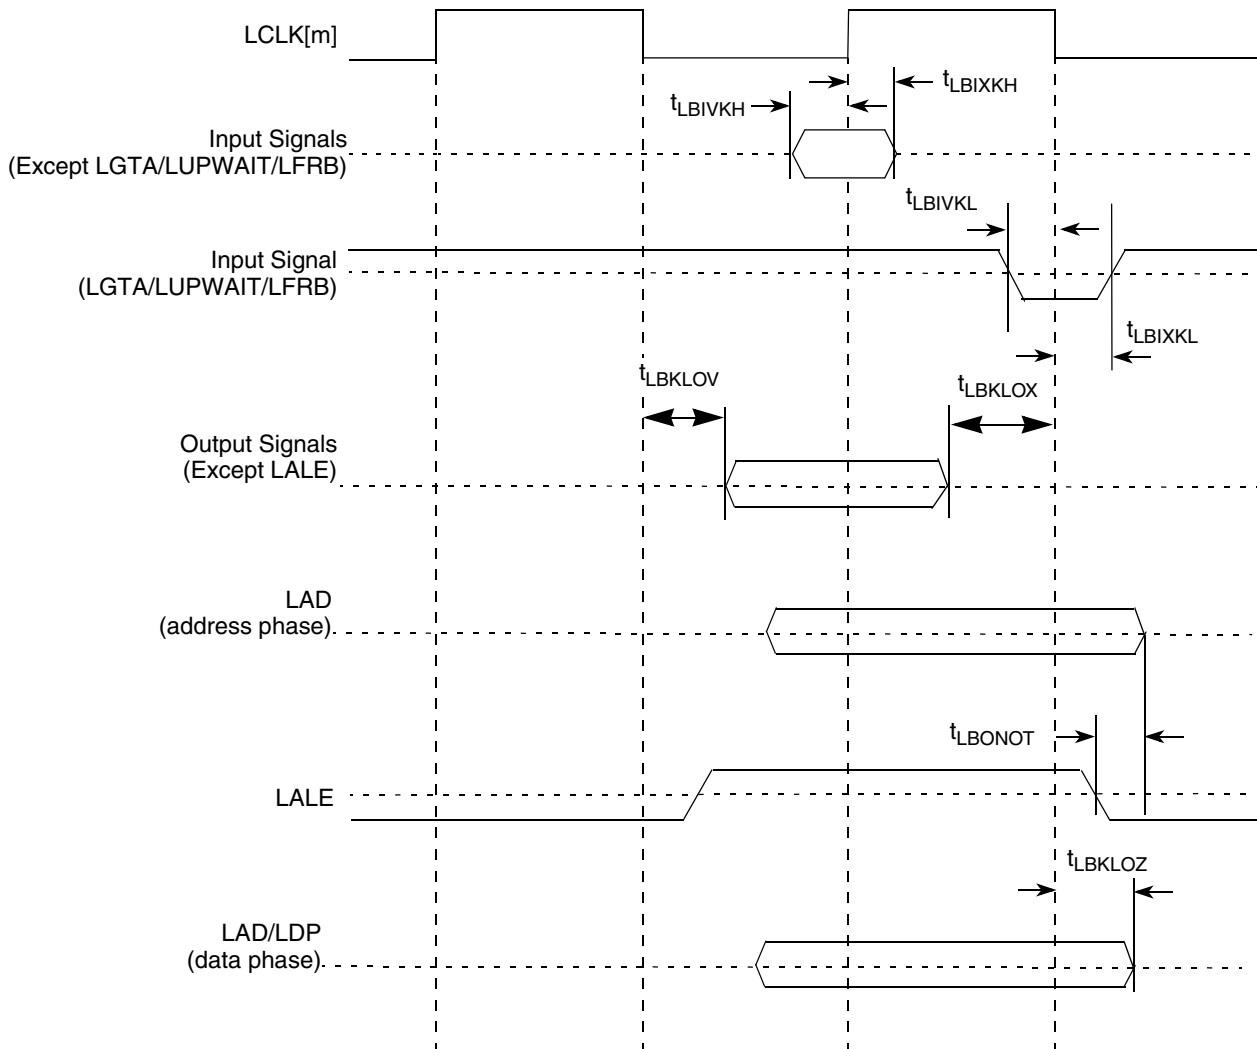 LCLK[m]
tLBIXKH
tLBIVKH
Input Signals
(Except LGTA/LUPWAIT/LFRB)
tLBIVKL
Input Signal
(LGTA/LUPWAIT/LFRB)
tLBIXKL
tLBKLOV
tLBKLOX
Output Signals
(Except LALE)
LAD
(address phase)
tLBONOT
LALE
tLBKLOZ
LAD/LDP
(data phase)